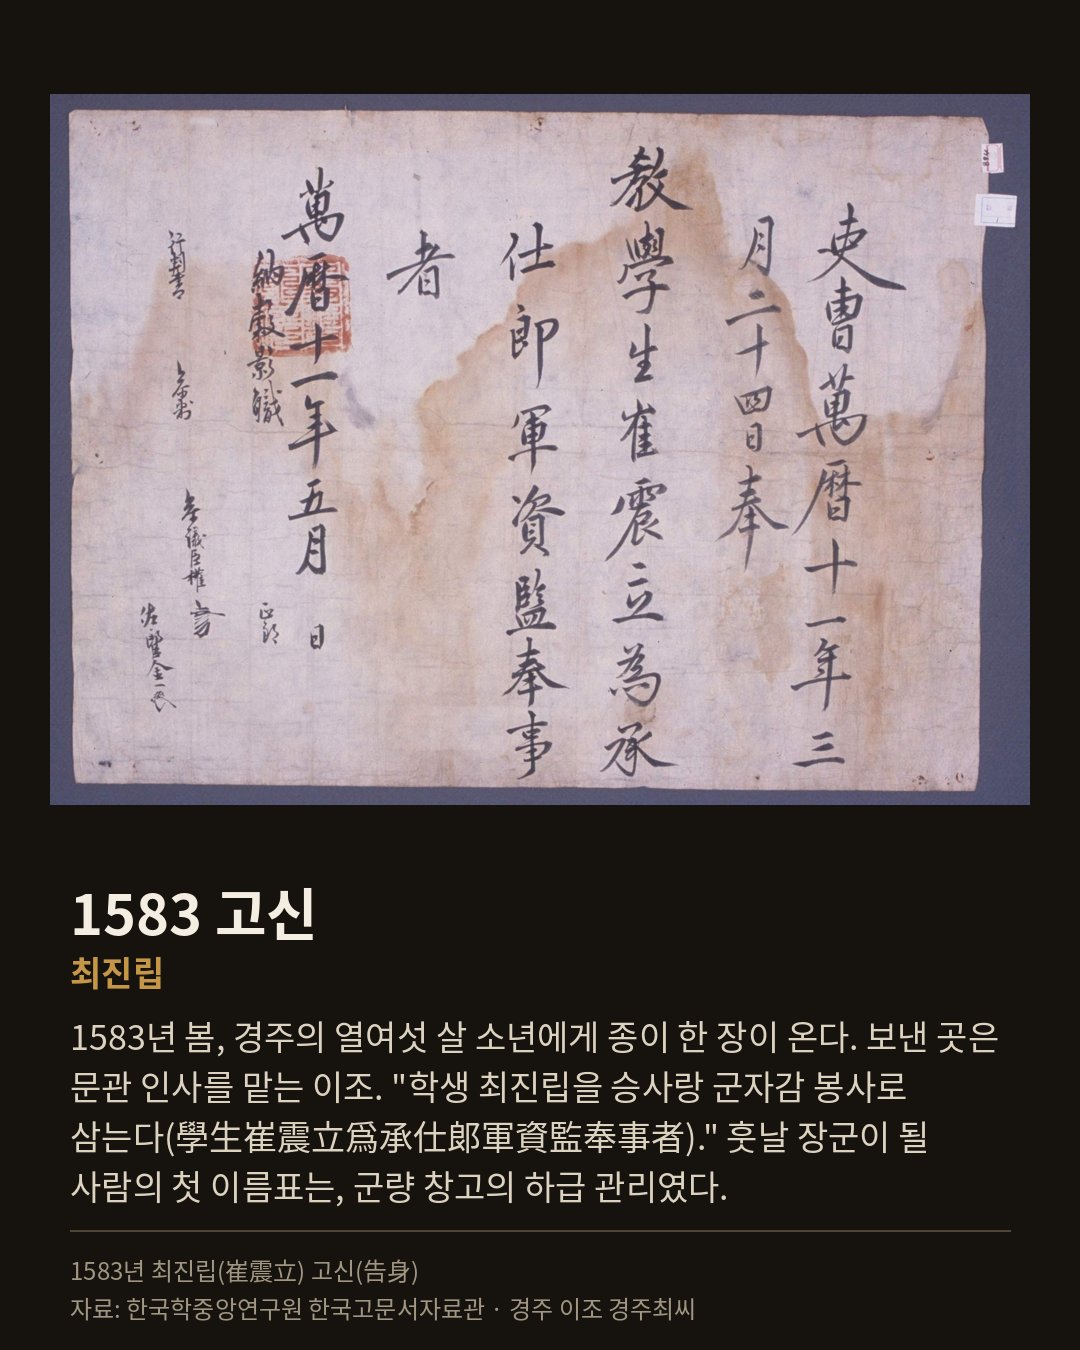 吏曹萬曆十一年三
月二十四日奉
教學生崔震立為承
仕郎軍資監奉事
者
萬曆十一年五月 日
納穀影職
正郎
1583 고신
최진립
1583년 봄, 경주의 열여섯 살 소년에게 종이 한 장이 온다. 보낸 곳은
문관 인사를 맡는 이조. "학생 최진립을 승사랑 군자감 봉사로
삼는다(學生崔震立爲承仕郞軍資監奉事者)." 훗날 장군이 될
사람의 첫 이름표는, 군량 창고의 하급 관리였다.
1583년 최진립(崔震立) 고신(告身)
자료: 한국학중앙연구원 한국고문서자료관 · 경주 이조 경주최씨